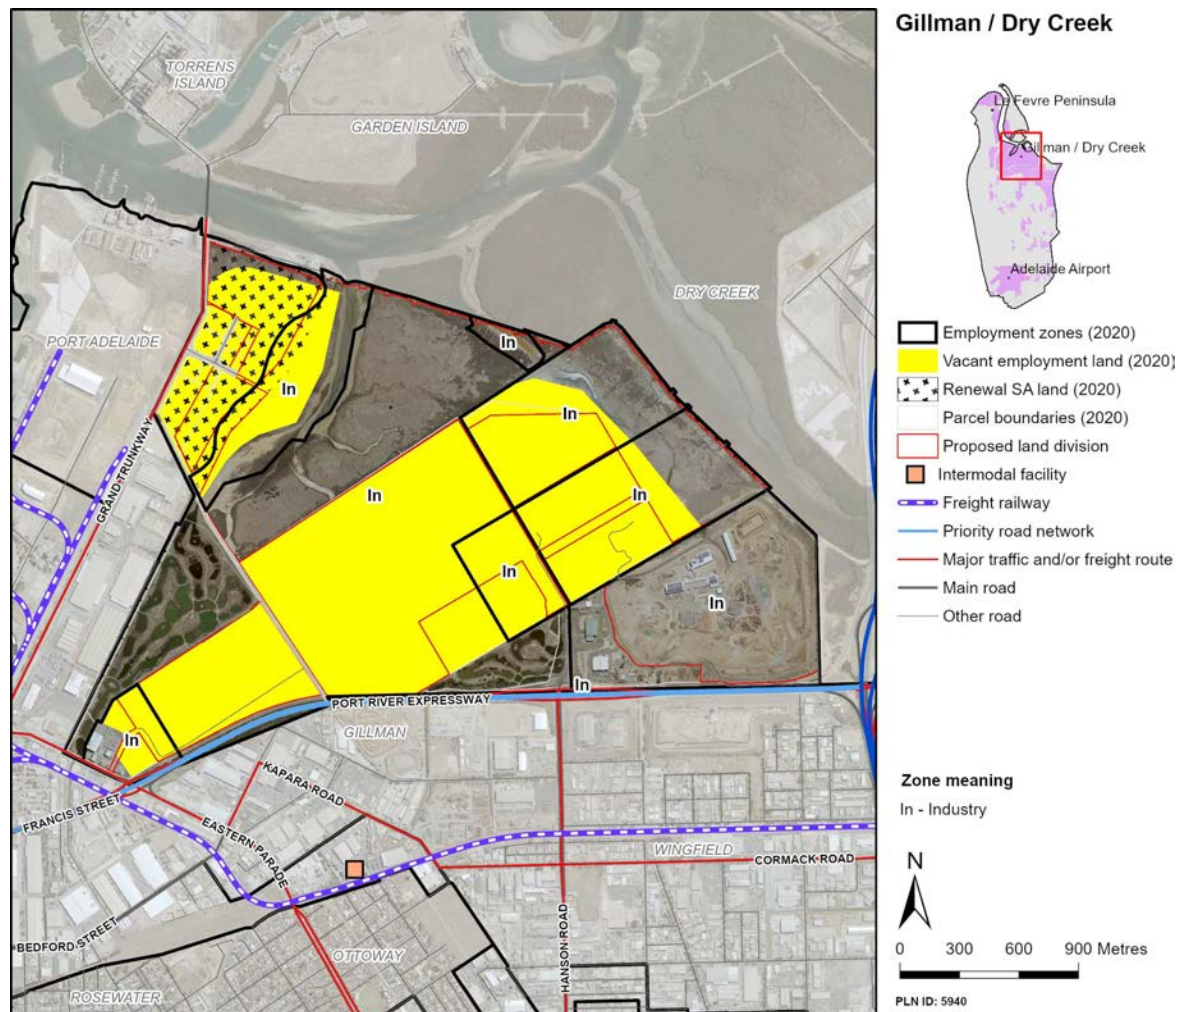 Gillman / Dry Creek
TORRENS
ISLAND
GARDEN ISLAND
DRY CREEK
PORT ADELAIDE
GRAND TRUNKWAY
In
In
In
In
In
In
In
In
In
PORT RIVER EXPRESSWAY
GILLMAN
KAPARA ROAD
FRANCIS STREET
EASTERN PARADE
WINGFIELD
CORMACK ROAD
HANSON ROAD
BEDFORD STREET
OTTOWAY
ROSEWATER
Le Fevre Peninsula
Gillman / Dry Creek
Adelaide Airport
Employment zones (2020)
Vacant employment land (2020)
Renewal SA land (2020)
Parcel boundaries (2020)
Proposed land division
Intermodal facility
Freight railway
Priority road network
Major traffic and/or freight route
Main road
Other road
Zone meaning
In - Industry
N
0 300 600 900 Metres
PLN ID: 5940